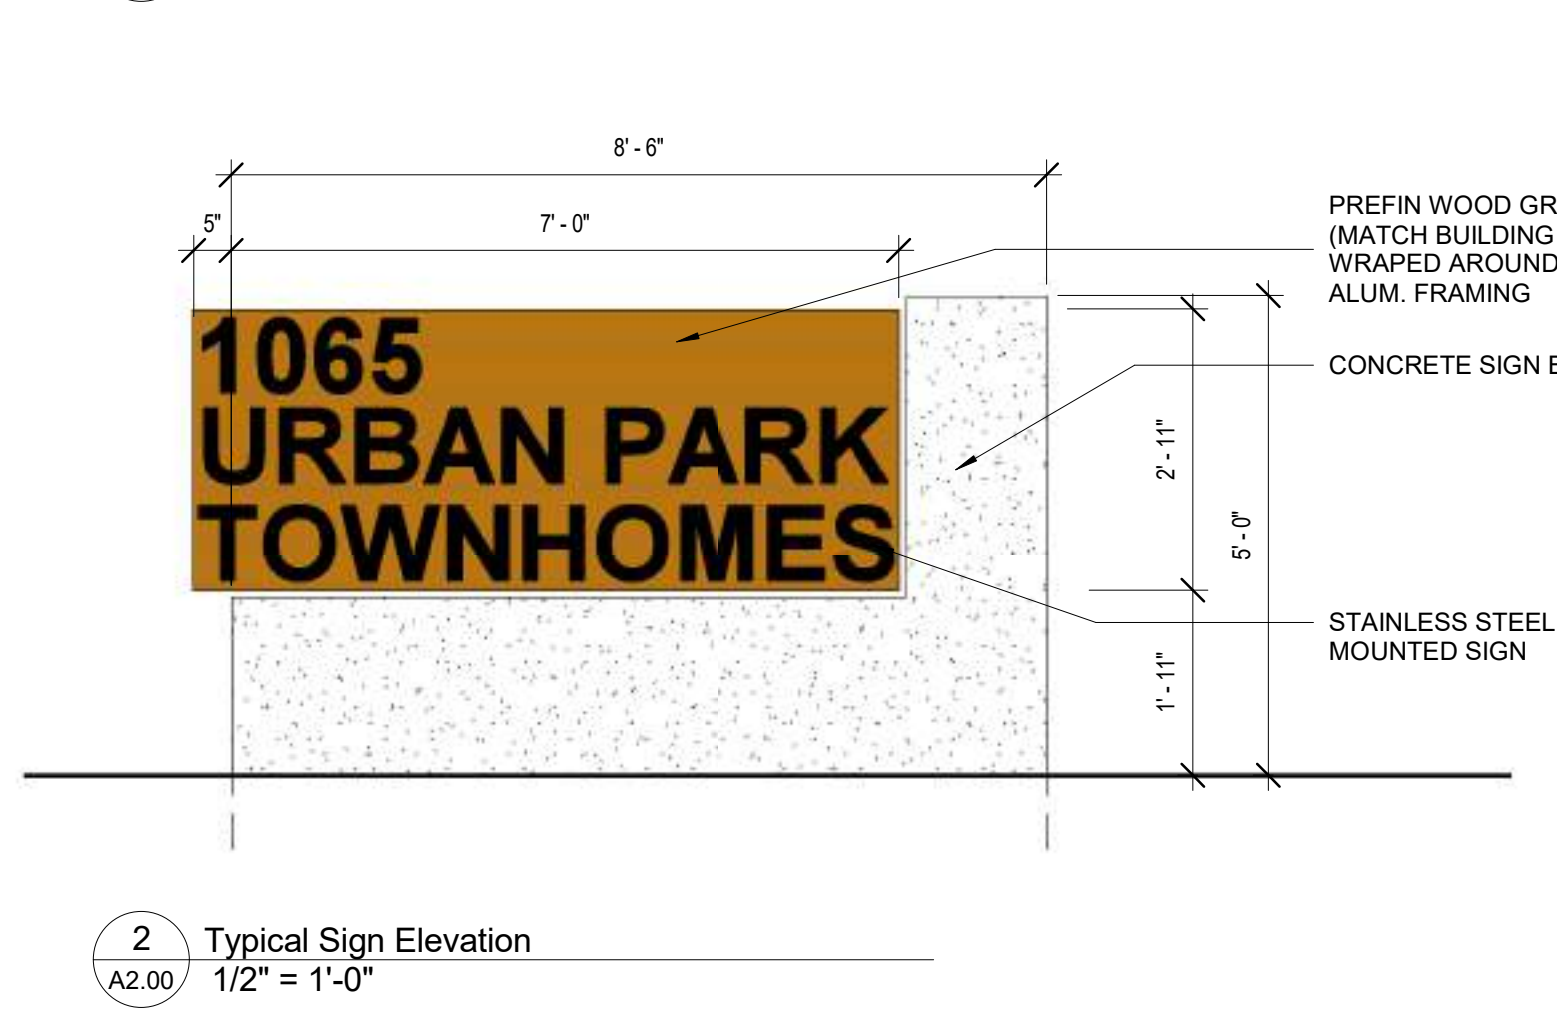 8' - 6"
5"
7' - 0"
PREFIN WOOD GR
(MATCH BUILDING
WRAPED AROUND
ALUM. FRAMING
1065
URBAN PARK
TOWNHOMES
CONCRETE SIGN
2' - 11"
5' - 0"
STAINLESS STEEL
MOUNTED SIGN
1' - 11"
2
Typical Sign Elevation
A2.00
1/2" = 1'-0"